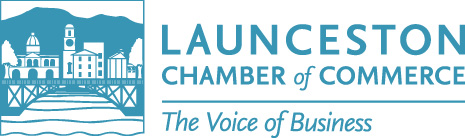 LAUNCESTON
CHAMBER of COMMERCE
The Voice of Business